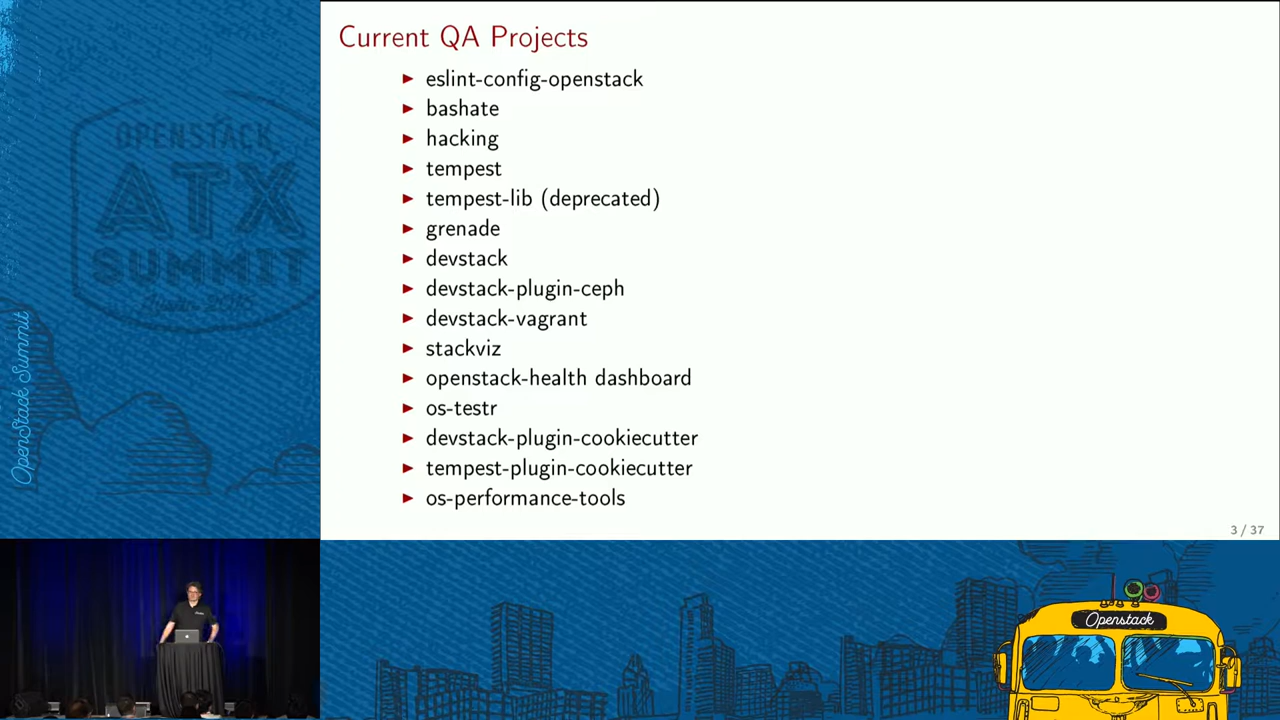 Current QA Projects
eslint-config-openstack
bashate
hacking
tempest
tempest-lib (deprecated)
grenade
devstack
devstack-plugin-ceph
devstack-vagrant
stackviz
openstack-health dashboard
os-testr
devstack-plugin-cookiecutter
tempest-plugin-cookiecutter
os-performance-tools
3 / 37
OPENSTACK
ATX
SUMMIT
Austin 2016
OpenStack Summit
Openstack